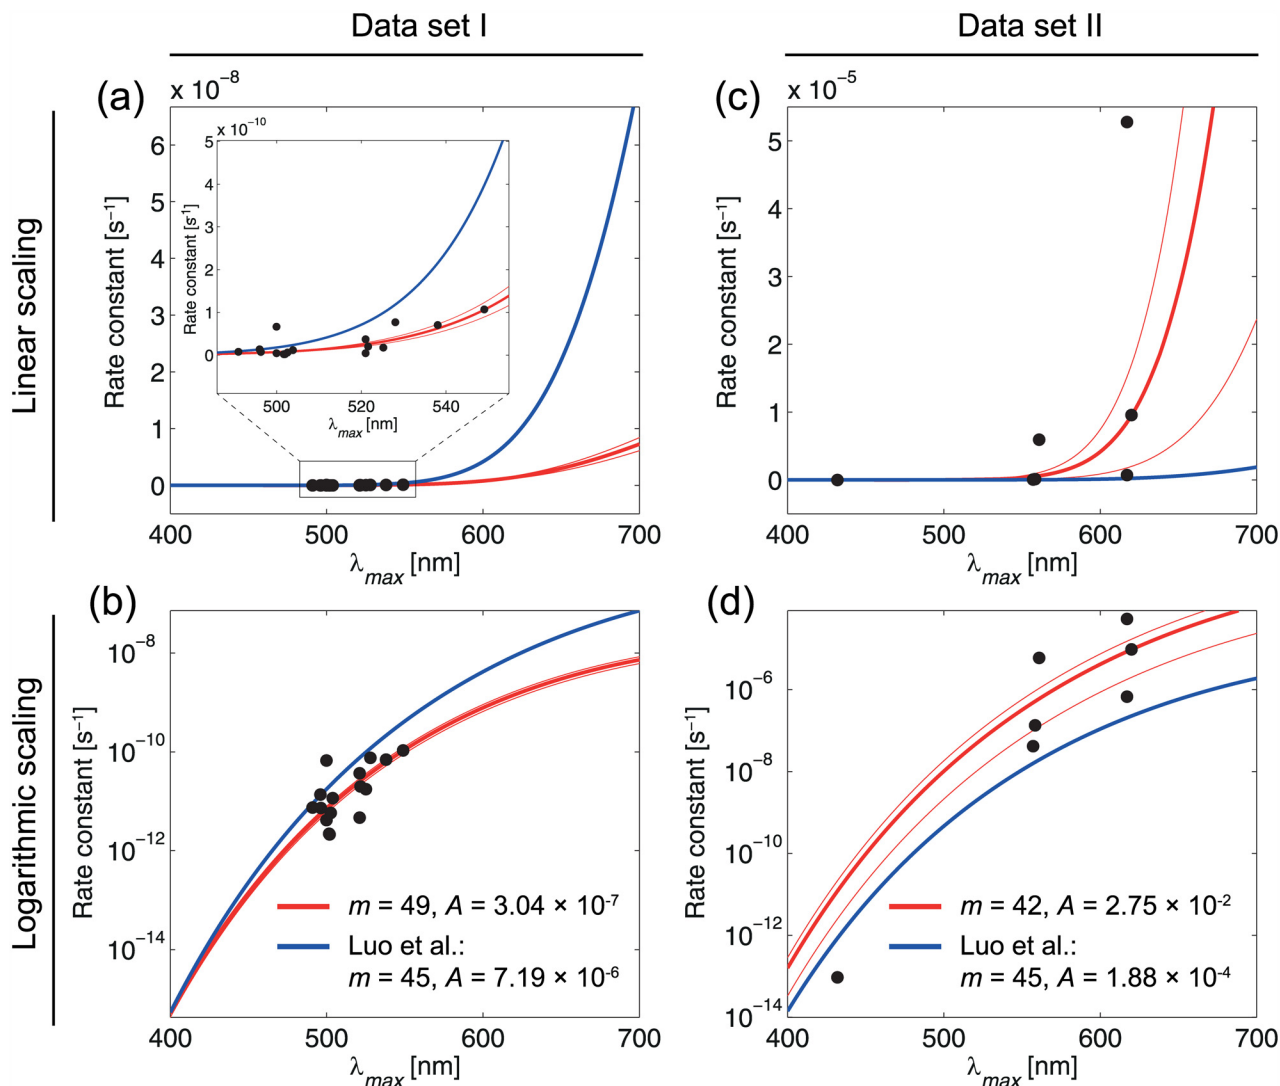 Data set I
Data set II
Linear scaling
Logarithmic scaling
(a)
x 10⁻⁸
Rate constant [s⁻¹]
6
5
4
3
2
1
0
400
500
600
700
λmax [nm]
x 10⁻¹⁰
Rate constant [s⁻¹]
5
4
3
2
1
0
500
520
540
λmax [nm]
(c)
x 10⁻⁵
Rate constant [s⁻¹]
5
4
3
2
1
0
400
500
600
700
λmax [nm]
(b)
Rate constant [s⁻¹]
10⁻⁸
10⁻¹⁰
10⁻¹²
10⁻¹⁴
m = 49, A = 3.04 × 10⁻⁷
Luo et al.:
m = 45, A = 7.19 × 10⁻⁶
400
500
600
700
λmax [nm]
(d)
Rate constant [s⁻¹]
10⁻⁶
10⁻⁸
10⁻¹⁰
10⁻¹²
10⁻¹⁴
m = 42, A = 2.75 × 10⁻²
Luo et al.:
m = 45, A = 1.88 × 10⁻⁴
400
500
600
700
λmax [nm]